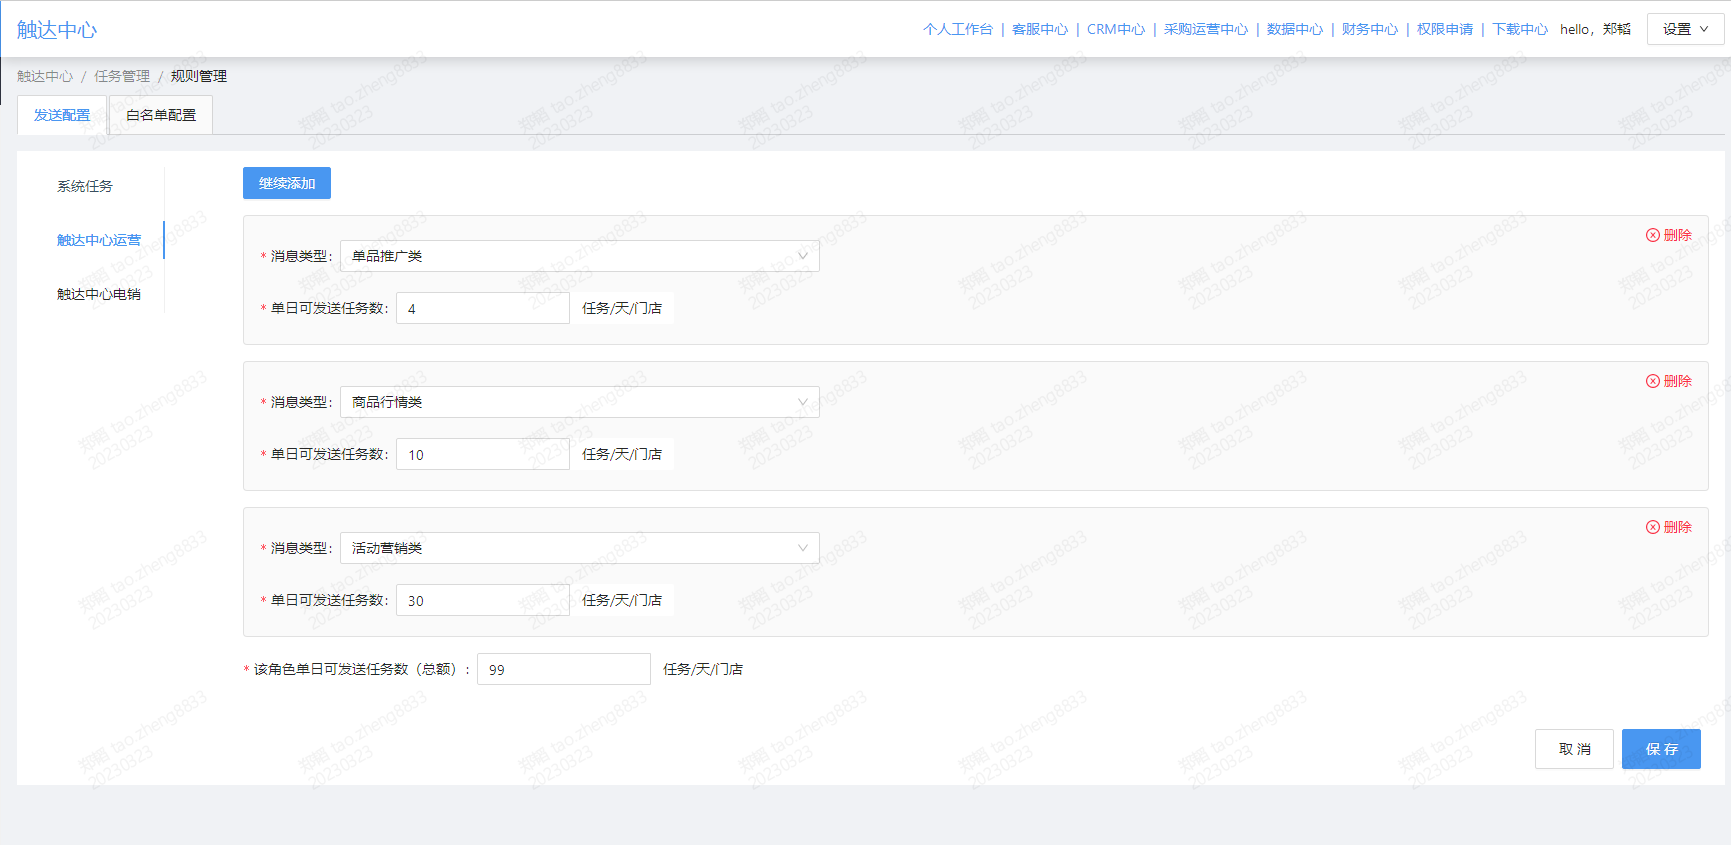 触达中心
个人工作台 | 客服中心 | CRM中心 | 采购运营中心 | 数据中心 | 财务中心 | 权限申请 | 下载中心 hello，郑韬 设置
触达中心 / 任务管理 / 规则管理
发送配置 白名单配置
系统任务
触达中心运营
触达中心电销
继续添加
* 消息类型: 单品推广类
删除
* 单日可发送任务数: 4 任务/天/门店
* 消息类型: 商品行情类
删除
* 单日可发送任务数: 10 任务/天/门店
* 消息类型: 活动营销类
删除
* 单日可发送任务数: 30 任务/天/门店
* 该角色单日可发送任务数（总额）: 99 任务/天/门店
取 消 保 存
郑韬 tao.zheng8833
20230323